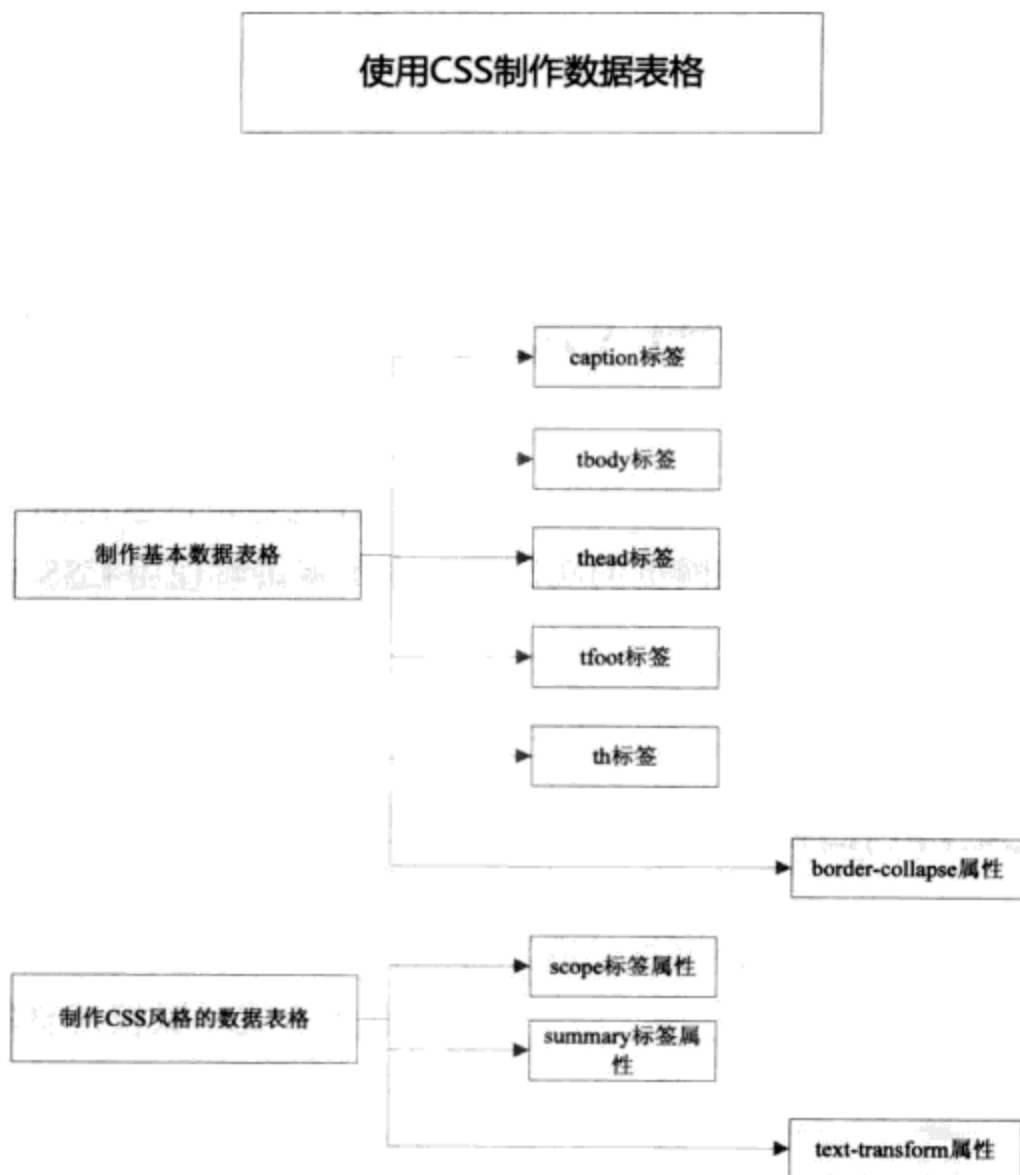 使用CSS制作数据表格
caption标签
tbody标签
制作基本数据表格
thead标签
tfoot标签
th标签
border-collapse属性
scope标签属性
制作CSS风格的数据表格
summary标签属
性
text-transform属性